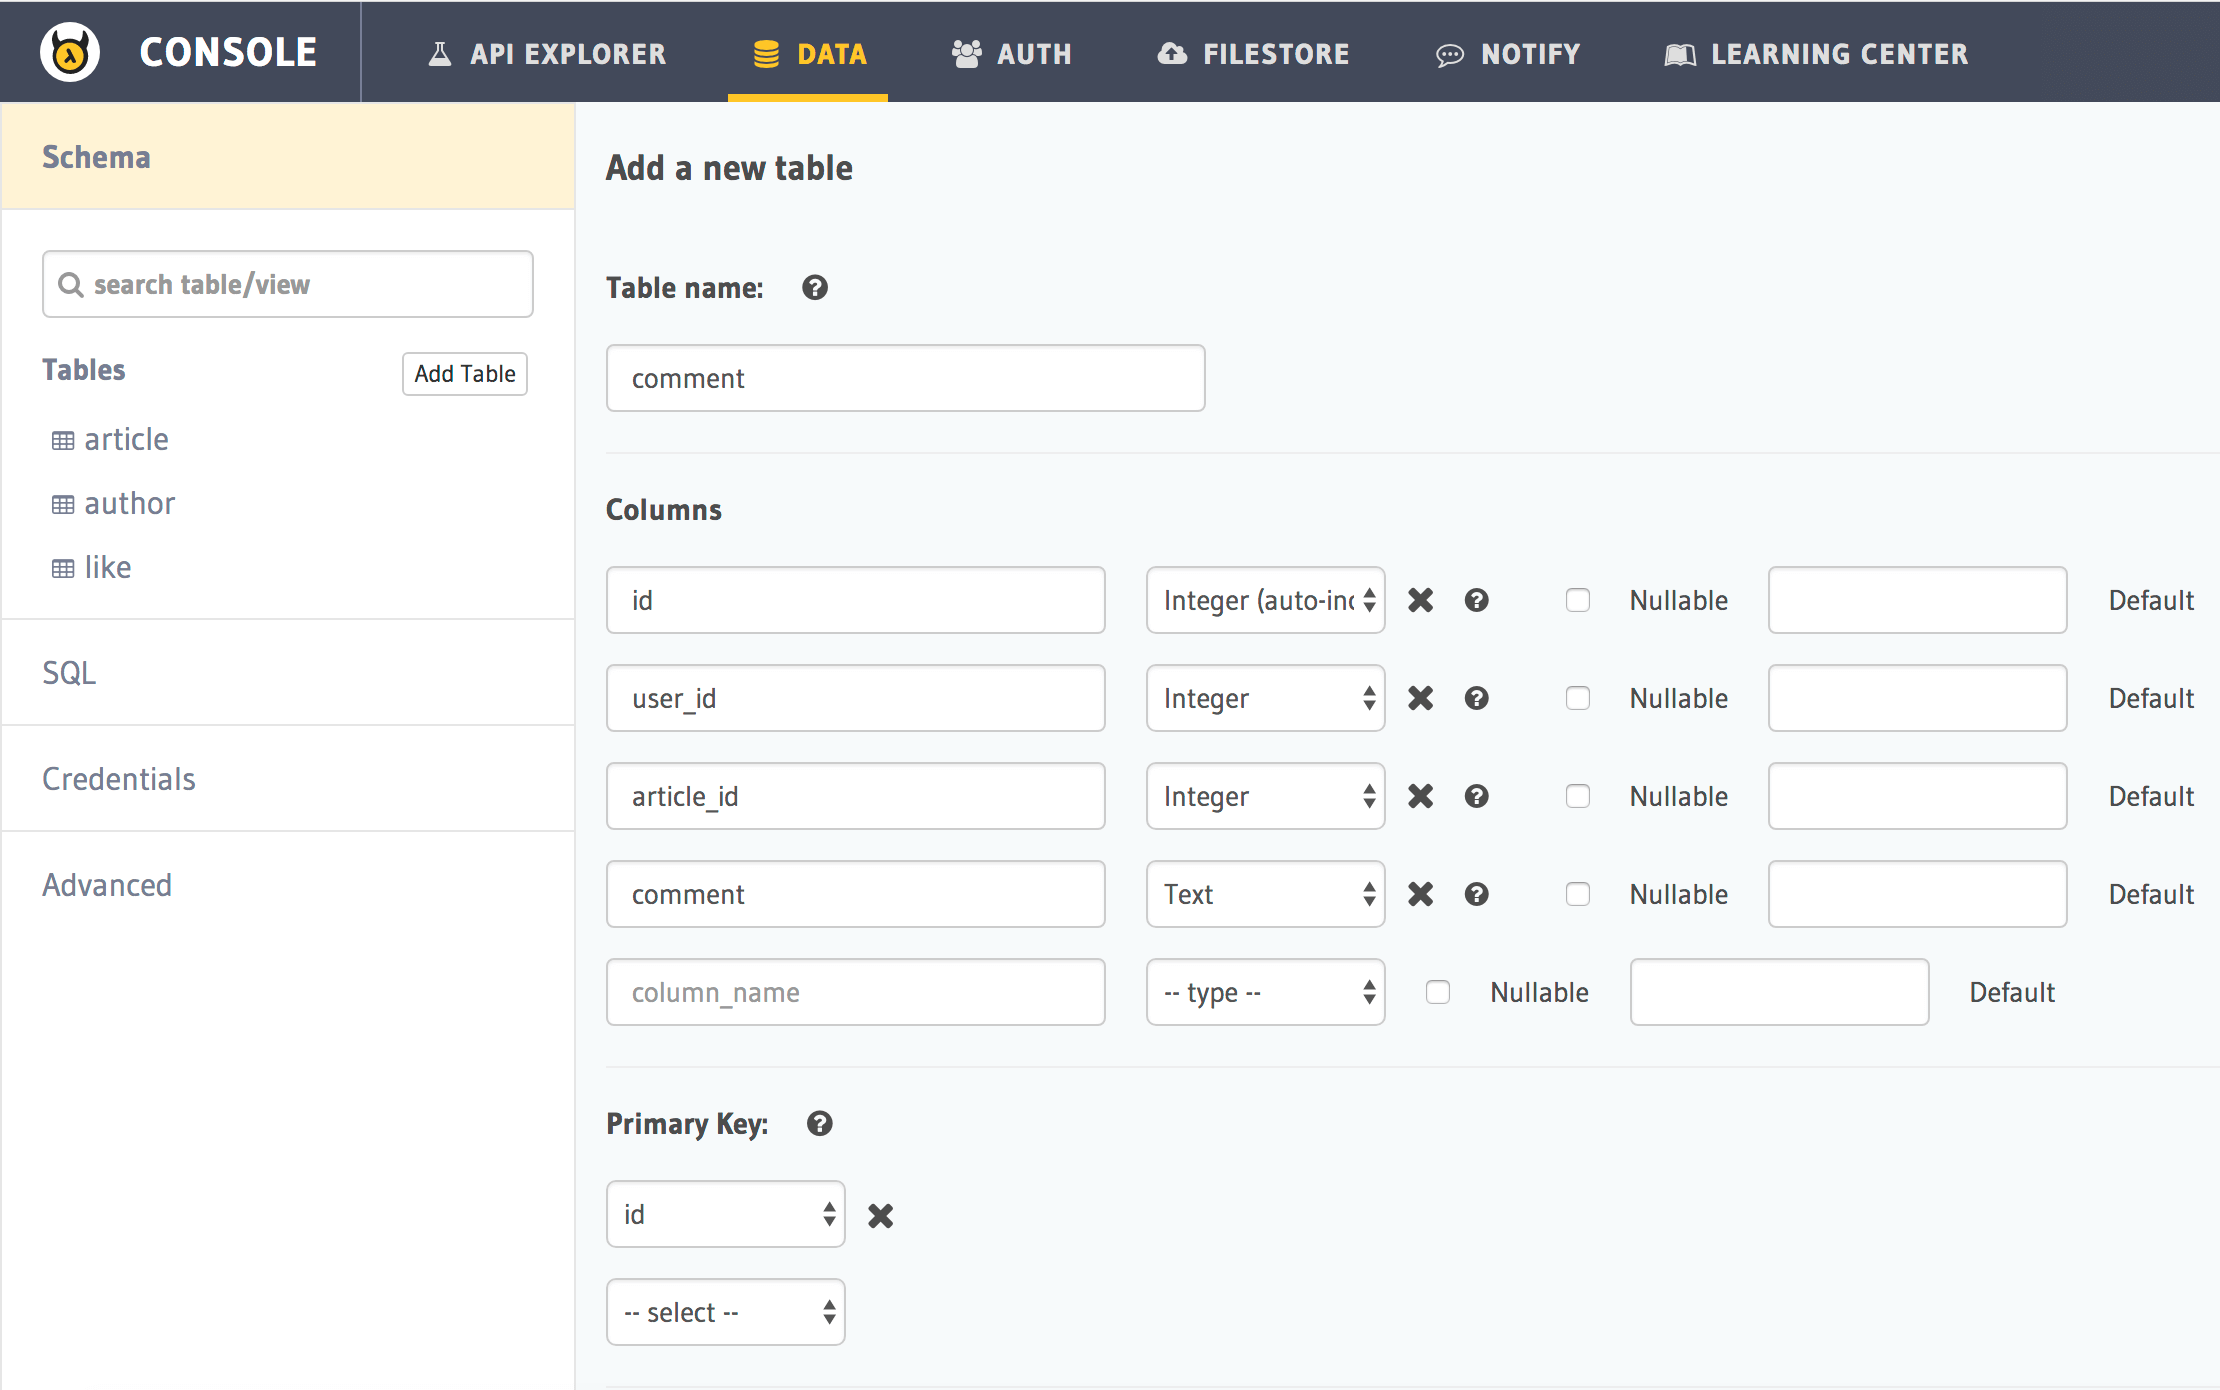 CONSOLE
API EXPLORER
DATA
AUTH
FILESTORE
NOTIFY
LEARNING CENTER
Schema
search table/view
Tables
Add Table
article
author
like
SQL
Credentials
Advanced
Add a new table
Table name:
comment
Columns
id Integer (auto-inc Nullable Default
user_id Integer Nullable Default
article_id Integer Nullable Default
comment Text Nullable Default
column_name -- type -- Nullable Default
Primary Key:
id
-- select --